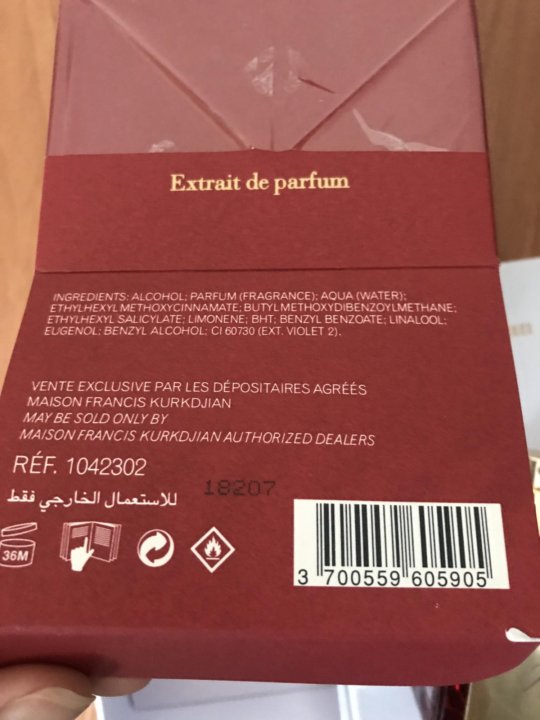 Extrait de parfum
INGREDIENTS: ALCOHOL; PARFUM (FRAGRANCE); AQUA (WATER);
ETHYLHEXYL METHOXYCINNAMATE; BUTYL METHOXYDIBENZOYLMETHANE;
ETHYLHEXYL SALICYLATE; LIMONENE; BHT; BENZYL BENZOATE; LINALOOL;
EUGENOL; BENZYL ALCOHOL; CI 60730 (EXT. VIOLET 2).
VENTE EXCLUSIVE PAR LES DÉPOSITAIRES AGRÉÉS
MAISON FRANCIS KURKDJIAN
MAY BE SOLD ONLY BY
MAISON FRANCIS KURKDJIAN AUTHORIZED DEALERS
RÉF. 1042302
للاستعمال الخارجي فقط
18207
36M
3 700559 605905